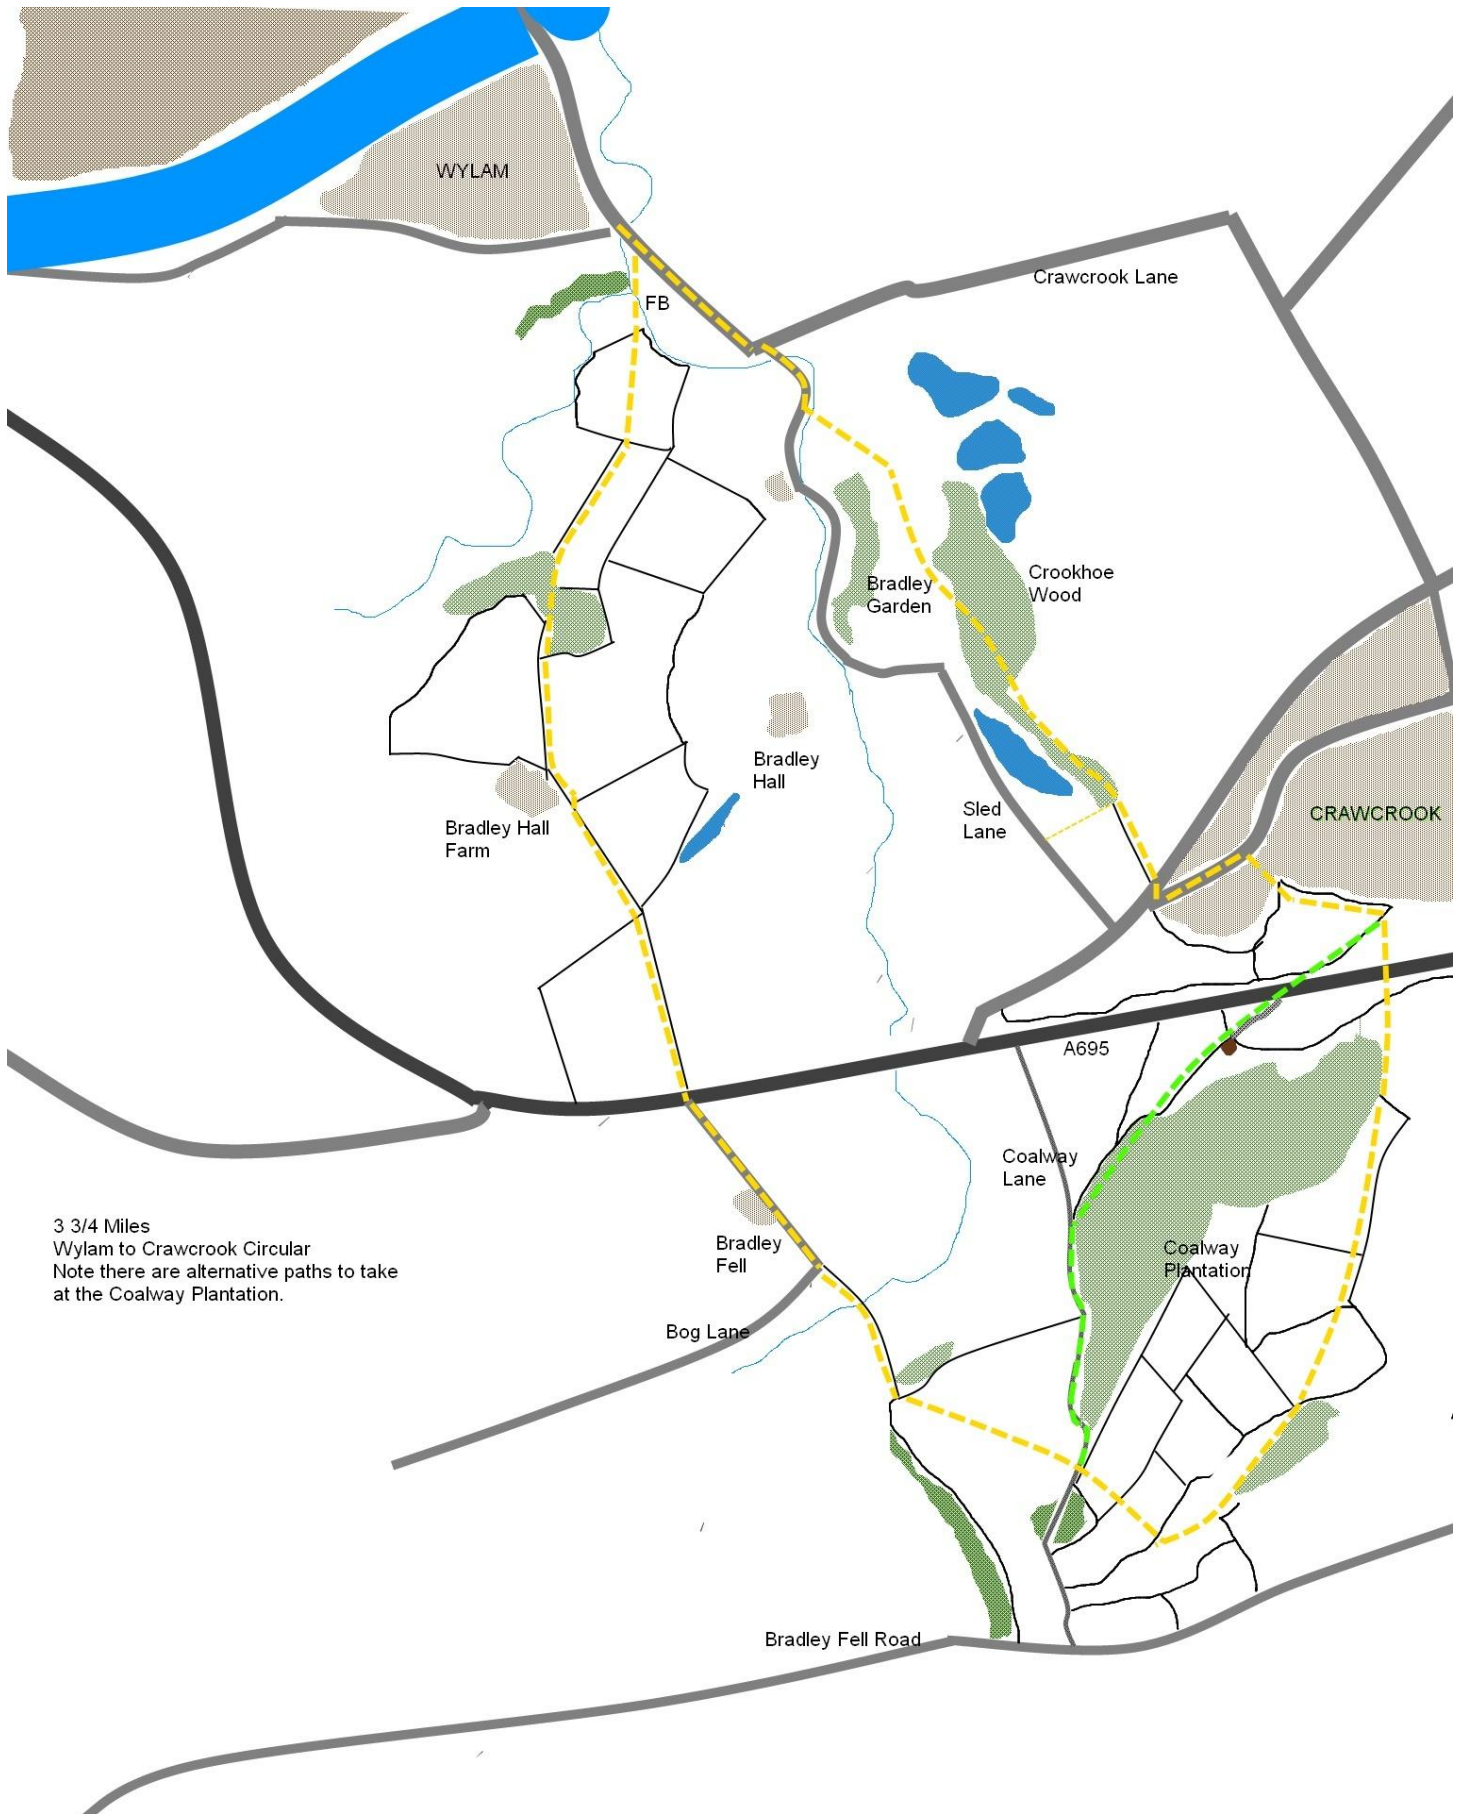 WYLAM
Crawcrook Lane
FB
Crookhoe
Wood
Bradley
Garden
Bradley
Hall
Sled
Lane
CRAWCROOK
Bradley Hall
Farm
A695
Coalway
Lane
3 3/4 Miles
Wylam to Crawcrook Circular
Note there are alternative paths to take
at the Coalway Plantation.
Bradley
Fell
Coalway
Plantation
Bog Lane
Bradley Fell Road